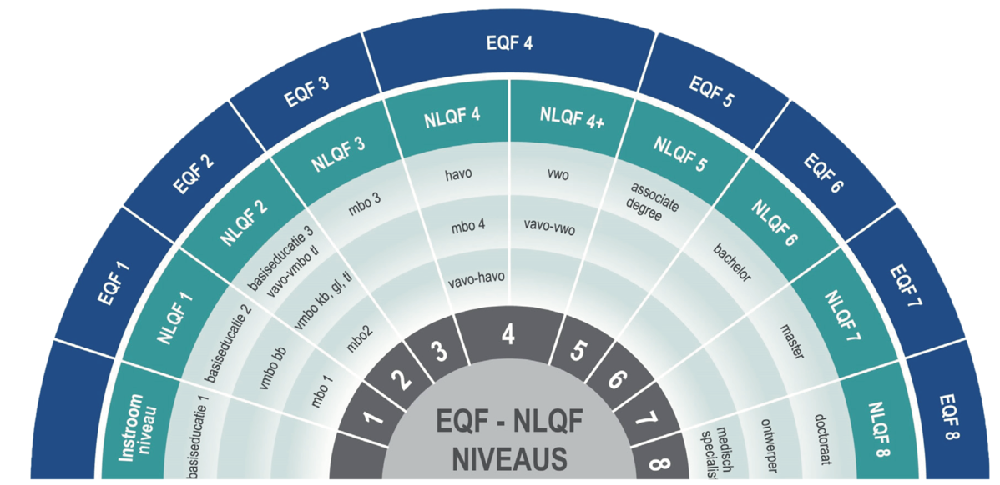 EQF 1
EQF 2
EQF 3
EQF 4
EQF 5
EQF 6
EQF 7
EQF 8
Instroom
niveau
NLQF 1
NLQF 2
NLQF 3
NLQF 4
NLQF 4+
NLQF 5
NLQF 6
NLQF 7
NLQF 8
basiseducatie 1
basiseducatie 2
vmbo bb
mbo 1
basiseducatie 3
vavo-vmbo tl
vmbo kb, gl, tl
mbo2
mbo 3
havo
mbo 4
vavo-havo
vwo
vavo-vwo
associate
degree
bachelor
master
doctoraat
ontwerper
medisch
specialist
1
2
3
4
5
6
7
8
EQF - NLQF
NIVEAUS